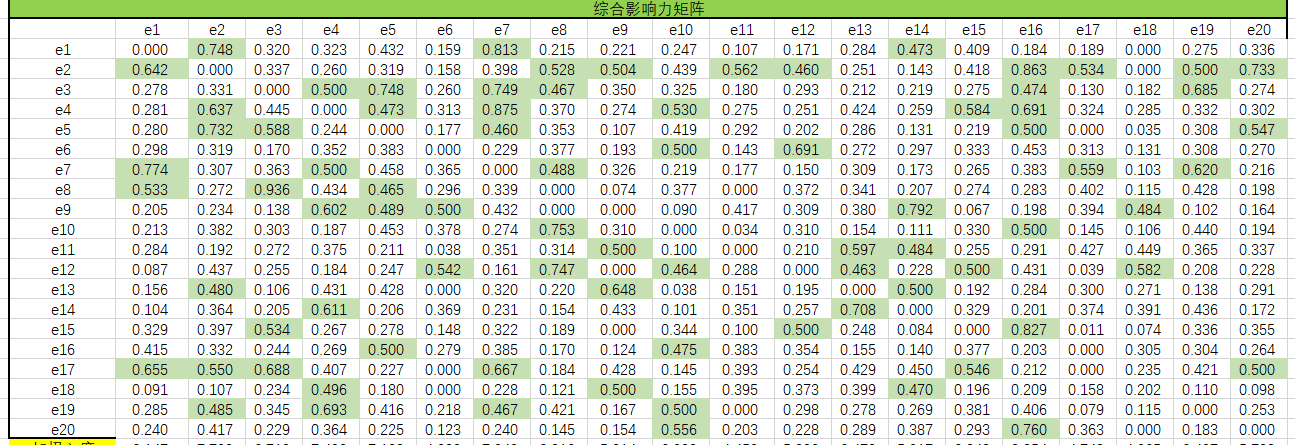 综合影响力矩阵
e1 e2 e3 e4 e5 e6 e7 e8 e9 e10 e11 e12 e13 e14 e15 e16 e17 e18 e19 e20
e1 0.000 0.748 0.320 0.323 0.432 0.159 0.813 0.215 0.221 0.247 0.107 0.171 0.284 0.473 0.409 0.184 0.189 0.000 0.275 0.336
e2 0.642 0.000 0.337 0.260 0.319 0.158 0.398 0.528 0.504 0.439 0.562 0.460 0.251 0.143 0.418 0.863 0.534 0.000 0.500 0.733
e3 0.278 0.331 0.000 0.500 0.748 0.260 0.749 0.467 0.350 0.325 0.180 0.293 0.212 0.219 0.275 0.474 0.130 0.182 0.685 0.274
e4 0.281 0.637 0.445 0.000 0.473 0.313 0.875 0.370 0.274 0.530 0.275 0.251 0.424 0.259 0.584 0.691 0.324 0.285 0.332 0.302
e5 0.280 0.732 0.588 0.244 0.000 0.177 0.460 0.353 0.107 0.419 0.292 0.202 0.286 0.131 0.219 0.500 0.000 0.035 0.308 0.547
e6 0.298 0.319 0.170 0.352 0.383 0.000 0.229 0.377 0.193 0.500 0.143 0.691 0.272 0.297 0.333 0.453 0.313 0.131 0.308 0.270
e7 0.774 0.307 0.363 0.500 0.458 0.365 0.000 0.488 0.326 0.219 0.177 0.150 0.309 0.173 0.265 0.383 0.559 0.103 0.620 0.216
e8 0.533 0.272 0.936 0.434 0.465 0.296 0.339 0.000 0.074 0.377 0.000 0.372 0.341 0.207 0.274 0.283 0.402 0.115 0.428 0.198
e9 0.205 0.234 0.138 0.602 0.489 0.500 0.432 0.000 0.000 0.090 0.417 0.309 0.380 0.792 0.067 0.198 0.394 0.484 0.102 0.164
e10 0.213 0.382 0.303 0.187 0.453 0.378 0.274 0.753 0.310 0.000 0.034 0.310 0.154 0.111 0.330 0.500 0.145 0.106 0.440 0.194
e11 0.284 0.192 0.272 0.375 0.211 0.038 0.351 0.314 0.500 0.100 0.000 0.210 0.597 0.484 0.255 0.291 0.427 0.449 0.365 0.337
e12 0.087 0.437 0.255 0.184 0.247 0.542 0.161 0.747 0.000 0.464 0.288 0.000 0.463 0.228 0.500 0.431 0.039 0.582 0.208 0.228
e13 0.156 0.480 0.106 0.431 0.428 0.000 0.320 0.220 0.648 0.038 0.151 0.195 0.000 0.500 0.192 0.284 0.300 0.271 0.138 0.291
e14 0.104 0.364 0.205 0.611 0.206 0.369 0.231 0.154 0.433 0.101 0.351 0.257 0.708 0.000 0.329 0.201 0.374 0.391 0.436 0.172
e15 0.329 0.397 0.534 0.267 0.278 0.148 0.322 0.189 0.000 0.344 0.100 0.500 0.248 0.084 0.000 0.827 0.011 0.074 0.336 0.355
e16 0.415 0.332 0.244 0.269 0.500 0.279 0.385 0.170 0.124 0.475 0.383 0.354 0.155 0.140 0.377 0.203 0.000 0.305 0.304 0.264
e17 0.655 0.550 0.688 0.407 0.227 0.000 0.667 0.184 0.428 0.145 0.393 0.254 0.429 0.450 0.546 0.212 0.000 0.235 0.421 0.500
e18 0.091 0.107 0.234 0.496 0.180 0.000 0.228 0.121 0.500 0.155 0.395 0.373 0.399 0.470 0.196 0.209 0.158 0.202 0.110 0.098
e19 0.285 0.485 0.345 0.693 0.416 0.218 0.467 0.421 0.167 0.500 0.000 0.298 0.278 0.269 0.381 0.406 0.079 0.115 0.000 0.253
e20 0.240 0.417 0.229 0.364 0.225 0.123 0.240 0.145 0.154 0.556 0.203 0.228 0.289 0.387 0.293 0.760 0.363 0.000 0.183 0.000